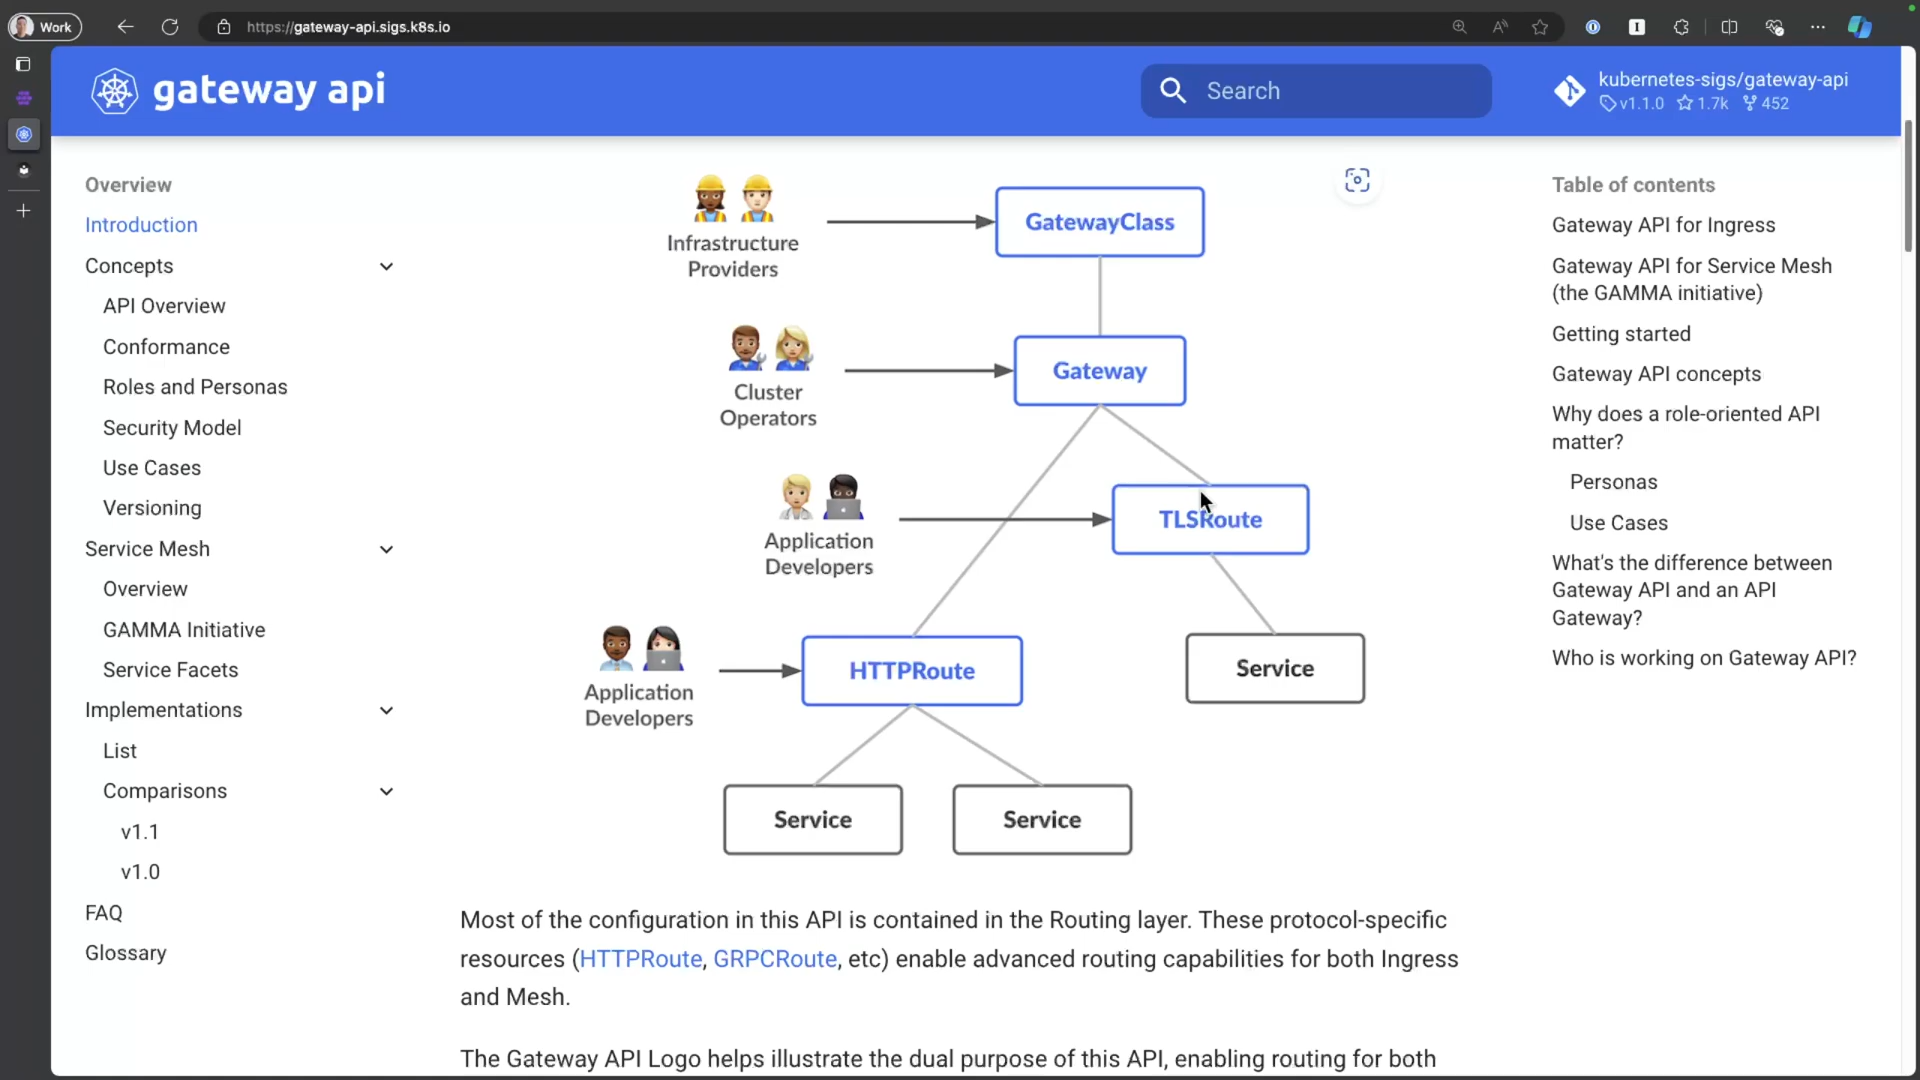 Work
https://gateway-api.sigs.k8s.io
gateway api
Search
kubernetes-sigs/gateway-api
v1.1.0 1.7k 452
Overview
Introduction
Concepts
API Overview
Conformance
Roles and Personas
Security Model
Use Cases
Versioning
Service Mesh
Overview
GAMMA Initiative
Service Facets
Implementations
List
Comparisons
v1.1
v1.0
FAQ
Glossary
Infrastructure
Providers
GatewayClass
Cluster
Operators
Gateway
Application
Developers
TLSRoute
Application
Developers
HTTPRoute
Service
Service
Service
Most of the configuration in this API is contained in the Routing layer. These protocol-specific
resources (HTTPRoute, GRPCRoute, etc) enable advanced routing capabilities for both Ingress
and Mesh.
The Gateway API Logo helps illustrate the dual purpose of this API, enabling routing for both
Table of contents
Gateway API for Ingress
Gateway API for Service Mesh
(the GAMMA initiative)
Getting started
Gateway API concepts
Why does a role-oriented API
matter?
Personas
Use Cases
What's the difference between
Gateway API and an API
Gateway?
Who is working on Gateway API?